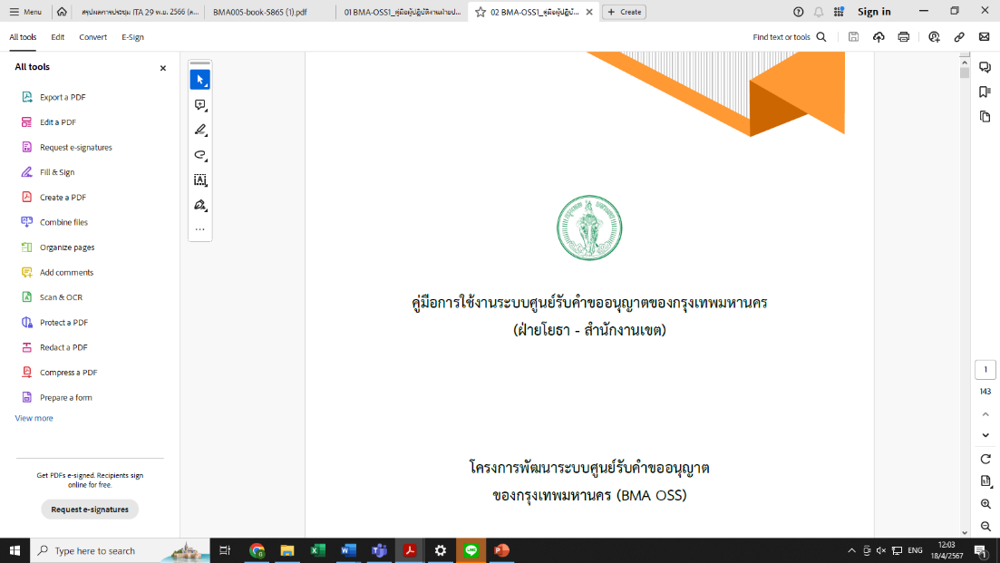 Menu
สรุปผลการประชุม ITA 29 พ.ย. 2566 (ล...
BMA005-book-5865 (1).pdf
01 BMA-OSS1_คู่มือผู้ปฏิบัติงานฝ่ายป...
02 BMA-OSS1_คู่มือผู้ปฏิบั...
Create
Sign in
All tools
Edit
Convert
E-Sign
Find text or tools
All tools
Export a PDF
Edit a PDF
Request e-signatures
Fill & Sign
Create a PDF
Combine files
Organize pages
Add comments
Scan & OCR
Protect a PDF
Redact a PDF
Compress a PDF
Prepare a form
View more
Get PDFs e-signed. Recipients sign
online for free.
Request e-signatures
คู่มือการใช้งานระบบศูนย์รับคำขออนุญาตของกรุงเทพมหานคร
(ฝ่ายโยธา - สำนักงานเขต)
โครงการพัฒนาระบบศูนย์รับคำขออนุญาต
ของกรุงเทพมหานคร (BMA OSS)
1
143
Type here to search
ENG
12:03
18/4/2567
1